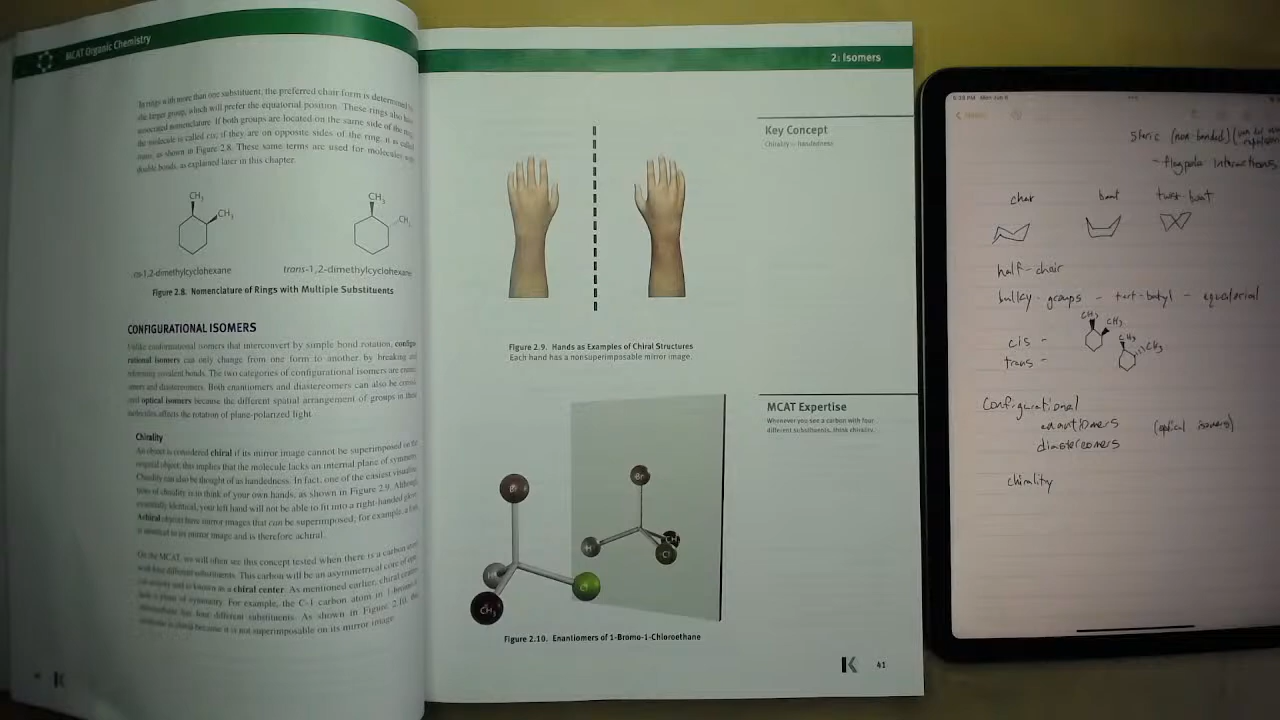 MCAT Organic Chemistry
In rings with more than one substituent, the preferred chair form is determined
the larger group, which will prefer the equatorial position. These rings also have
associated nomenclature. If both groups are located on the same side of the ring,
the molecule is called cis; if they are on opposite sides of the ring, it is called
trans, as shown in Figure 2.8. These same terms are used for molecules with
double bonds, as explained later in this chapter.
CH₃
CH₃
CH₃
CH₃
cis-1,2-dimethylcyclohexane
trans-1,2-dimethylcyclohexane
Figure 2.8. Nomenclature of Rings with Multiple Substituents
CONFIGURATIONAL ISOMERS
Unlike conformational isomers that interconvert by simple bond rotation, configu-
rational isomers can only change from one form to another by breaking and
reforming covalent bonds. The two categories of configurational isomers are
and diastereomers. Both enantiomers and diastereomers can also be
optical isomers because the different spatial arrangement of groups in these
molecules affects the rotation of plane-polarized light.
Chirality
An object is considered chiral if its mirror image cannot be superimposed on the
original object; this implies that the molecule lacks an internal plane of symmetry.
Chirality can also be thought of as handedness. In fact, one of the easiest
of chirality is to think of your own hands, as shown in Figure 2.9. Although
essentially identical, your left hand will not be able to fit into a right-handed glove.
Achiral objects have mirror images that can be superimposed; for example, a
is identical to its mirror image and is therefore achiral.
On the MCAT, we will often see this concept tested when there is a carbon atom
with four different substituents. This carbon will be an asymmetrical core of
and is known as a chiral center. As mentioned earlier, chiral centers
lack a plane of symmetry. For example, the C-1 carbon atom in 1-bromo-1-
has four different substituents. As shown in Figure 2.10, the
is chiral because it is not superimposable on its mirror image.
2: Isomers
Key Concept
Chirality = handedness
Figure 2.9. Hands as Examples of Chiral Structures
Each hand has a nonsuperimposable mirror image.
MCAT Expertise
Whenever you see a carbon with four
different substituents, think chirality.
Br
H
CH₃
Cl
Br
H
CH₃
Cl
Figure 2.10. Enantiomers of 1-Bromo-1-Chloroethane
K
41
K
5:39 PM Mon Jun 6
Steric (non bonded)
- flagpole interactions
chair boat twist-boat
half-chair
bulky-groups - tert-butyl - equatorial
cis - CH₃ CH₃
trans - CH₃ CH₃
Configurational
enantiomers (optical isomers)
diastereomers
chirality